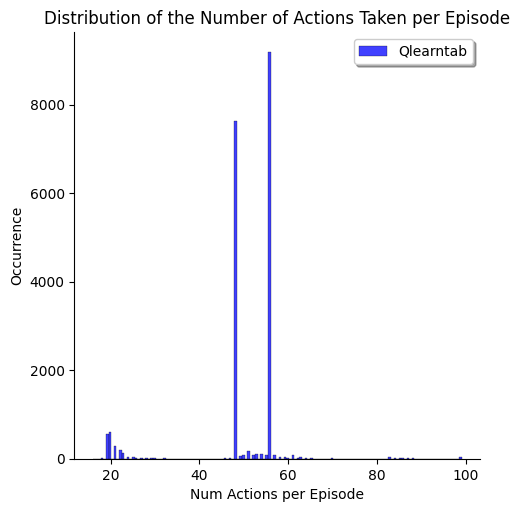 Distribution of the Number of Actions Taken per Episode
Qlearntab
8000
6000
4000
2000
0
Occurrence
20 40 60 80 100
Num Actions per Episode